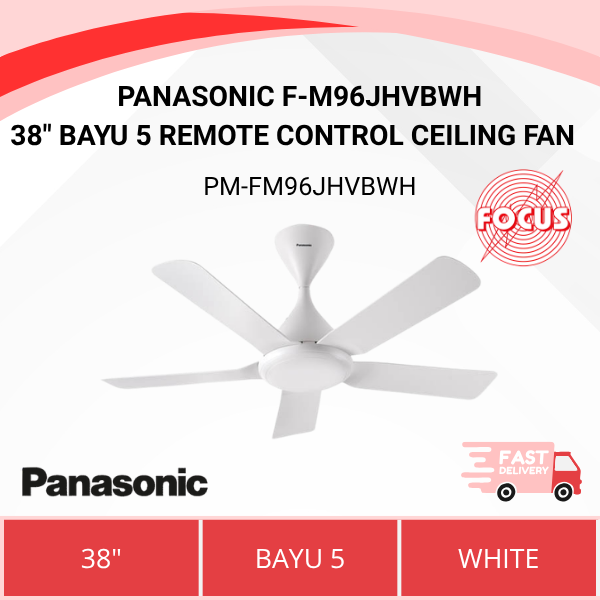 PANASONIC F-M96JHVBWH
38" BAYU 5 REMOTE CONTROL CEILING FAN
PM-FM96JHVBWH
FOCUS
Panasonic
FAST
DELIVERY
Panasonic
38"
BAYU 5
WHITE